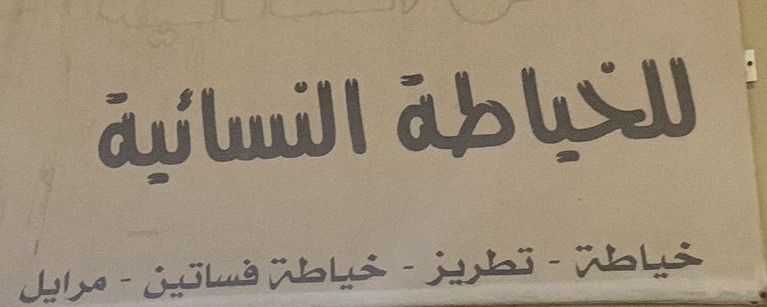 للخياطة النسائية
خياطة - تطريز - خياطة فساتين - مرايل